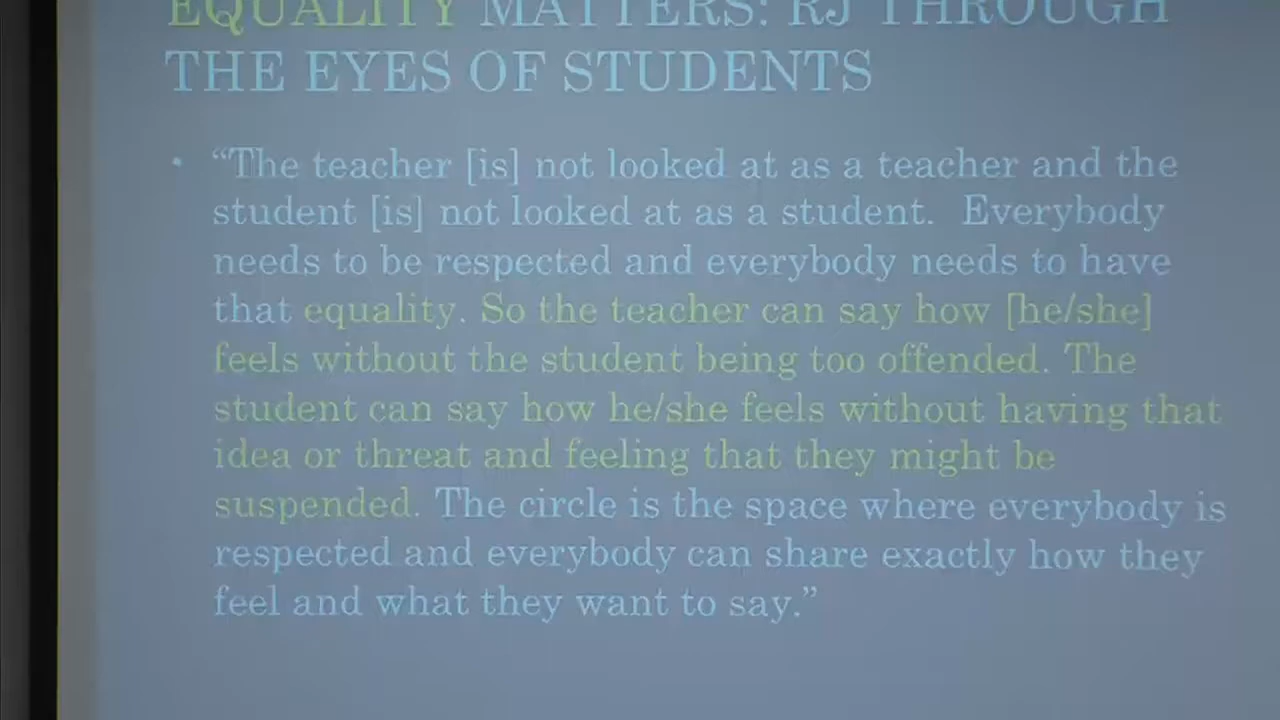 EQUALITY MATTERS: RJ THROUGH
THE EYES OF STUDENTS
• “The teacher [is] not looked at as a teacher and the
student [is] not looked at as a student.  Everybody
needs to be respected and everybody needs to have
that equality. So the teacher can say how [he/she]
feels without the student being too offended. The
student can say how he/she feels without having that
idea or threat and feeling that they might be
suspended. The circle is the space where everybody is
respected and everybody can share exactly how they
feel and what they want to say.”